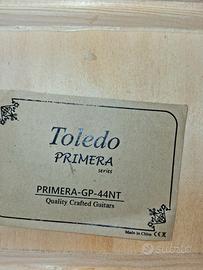 Toledo
PRIMERA
series
PRIMERA-GP-44NT
Quality Crafted Guitars
Made in China CE
subito